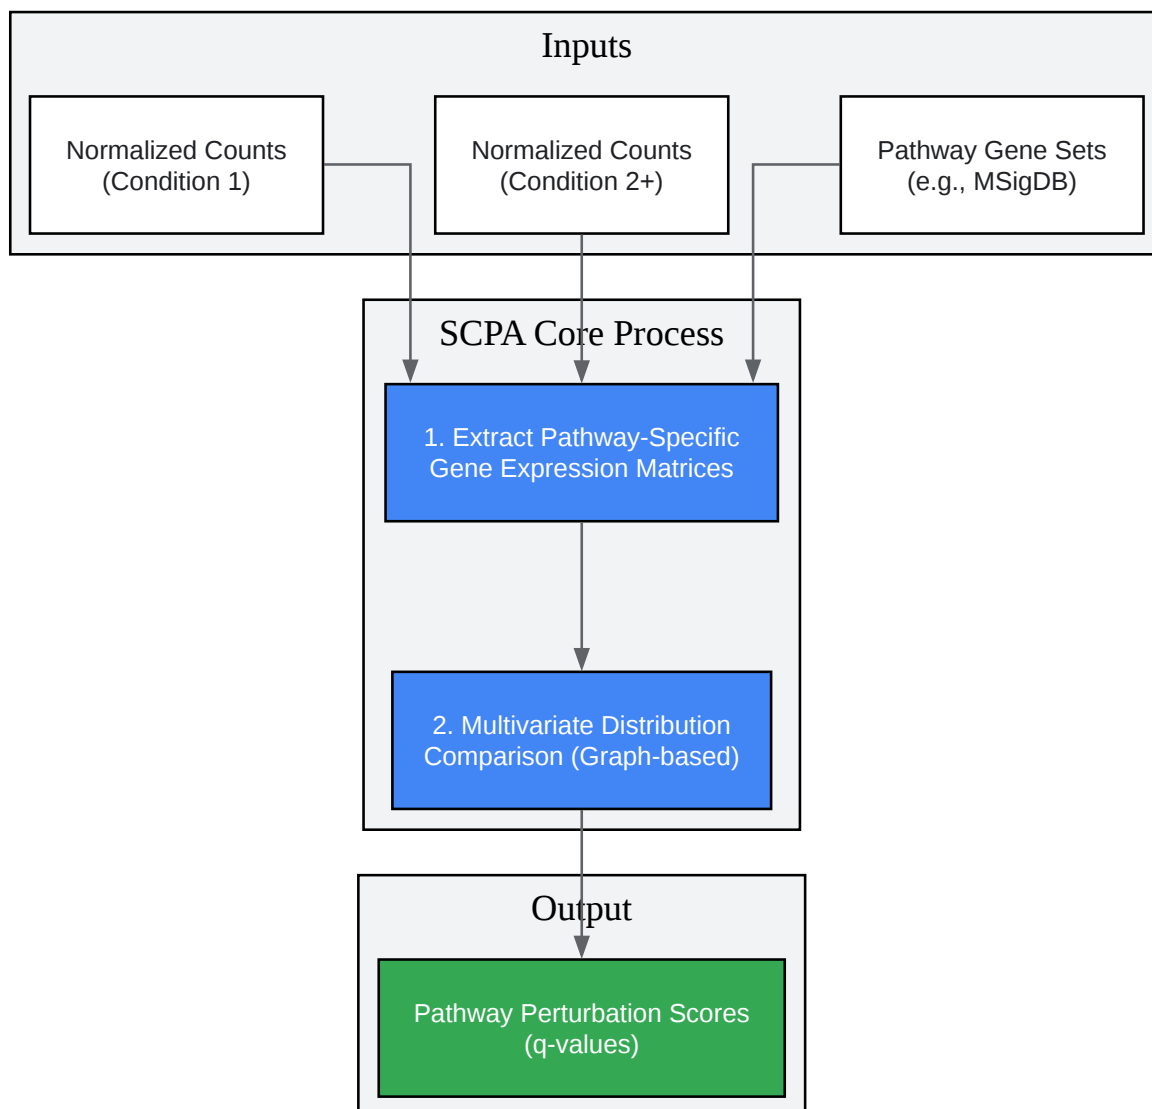 Inputs
Normalized Counts
(Condition 1)
Normalized Counts
(Condition 2+)
Pathway Gene Sets
(e.g., MSigDB)
SCPA Core Process
1. Extract Pathway-Specific
Gene Expression Matrices
2. Multivariate Distribution
Comparison (Graph-based)
Output
Pathway Perturbation Scores
(q-values)